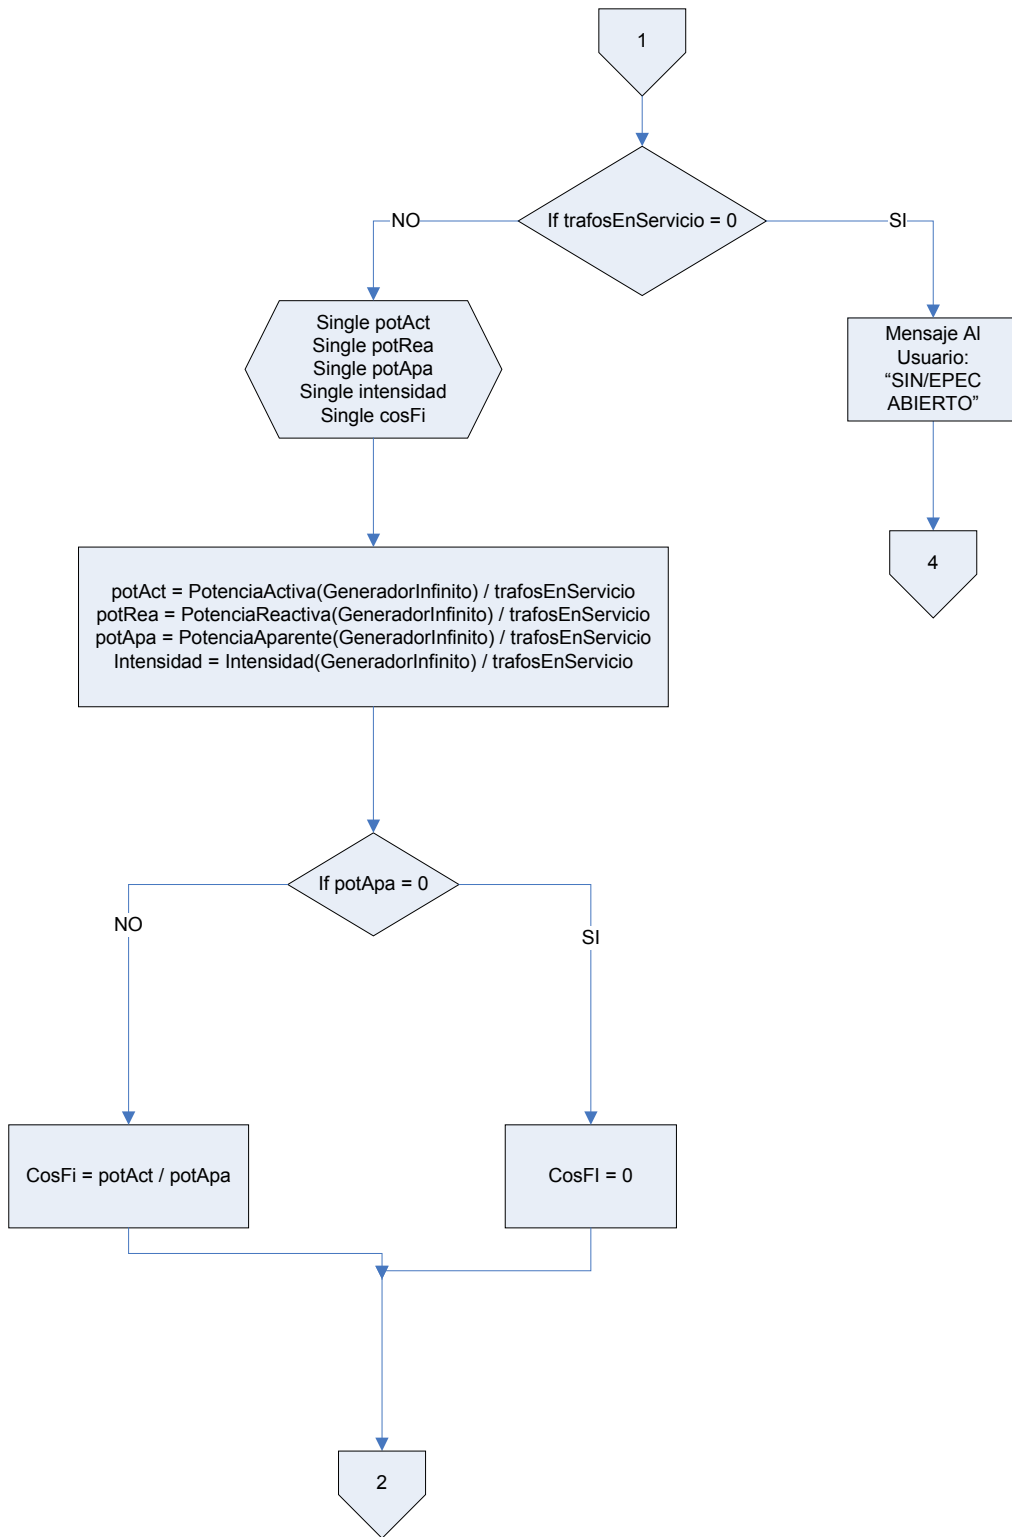 1
If trafosEnServicio = 0
NO
SI
Single potAct
Single potRea
Single potApa
Single intensidad
Single cosFi
Mensaje Al
Usuario:
“SIN/EPEC
ABIERTO”
4
potAct = PotenciaActiva(GeneradorInfinito) / trafosEnServicio
potRea = PotenciaReactiva(GeneradorInfinito) / trafosEnServicio
potApa = PotenciaAparente(GeneradorInfinito) / trafosEnServicio
Intensidad = Intensidad(GeneradorInfinito) / trafosEnServicio
If potApa = 0
NO
SI
CosFi = potAct / potApa
CosFI = 0
2